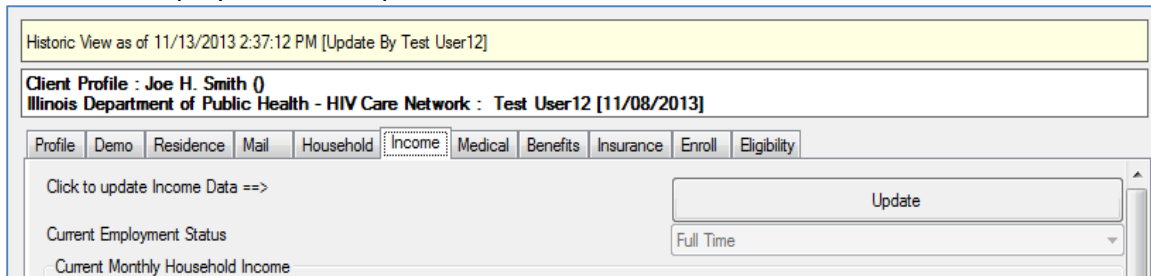 Historic View as of 11/13/2013 2:37:12 PM [Update By Test User12]
Client Profile : Joe H. Smith ()
Illinois Department of Public Health - HIV Care Network : Test User12 [11/08/2013]
Profile Demo Residence Mail Household Income Medical Benefits Insurance Enroll Eligibility
Click to update Income Data ==> Update
Current Employment Status Full Time
Current Monthly Household Income